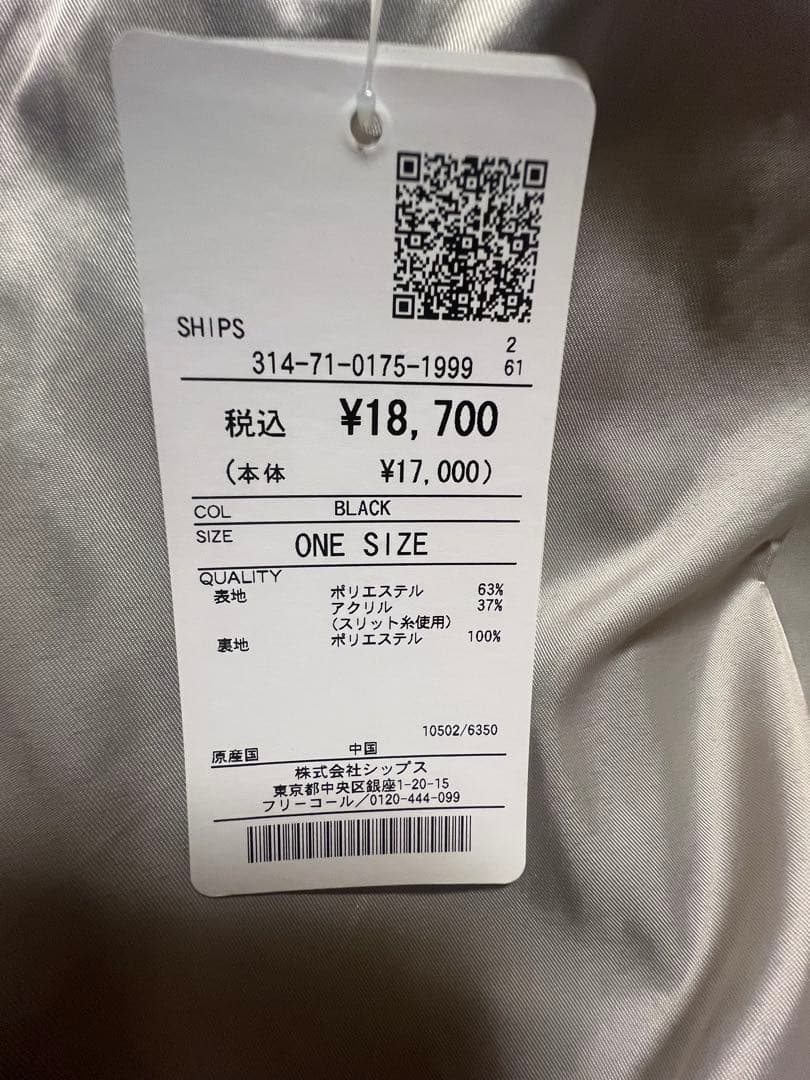 SHIPS
2
314-71-0175-1999 61
税込 ¥18,700
(本体 ¥17,000)
COL BLACK
SIZE ONE SIZE
QUALITY
表地 ポリエステル 63%
アクリル 37%
(スリット糸使用)
裏地 ポリエステル 100%
10502/6350
原産国 中国
株式会社シップス
東京都中央区銀座1-20-15
フリーコール/0120-444-099